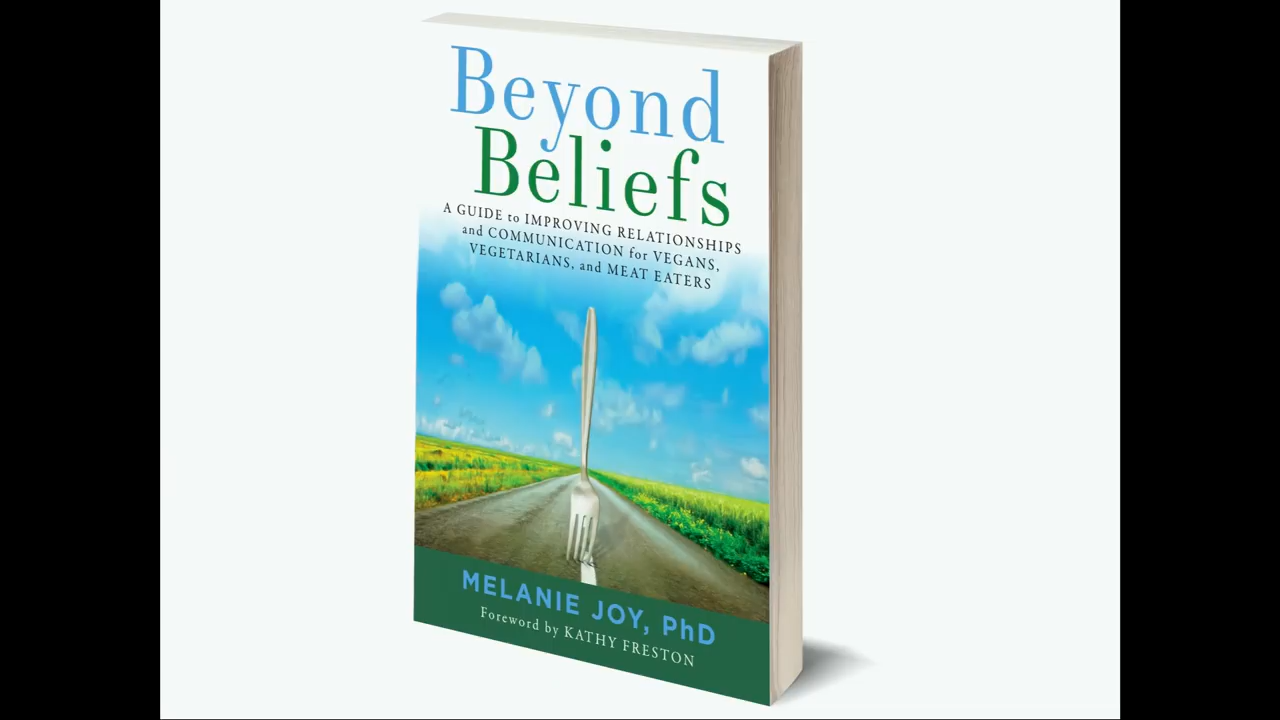 Beyond
Beliefs
A GUIDE to IMPROVING RELATIONSHIPS
and COMMUNICATION for VEGANS,
VEGETARIANS, and MEAT EATERS
MELANIE JOY, PhD
Foreword by KATHY FRESTON